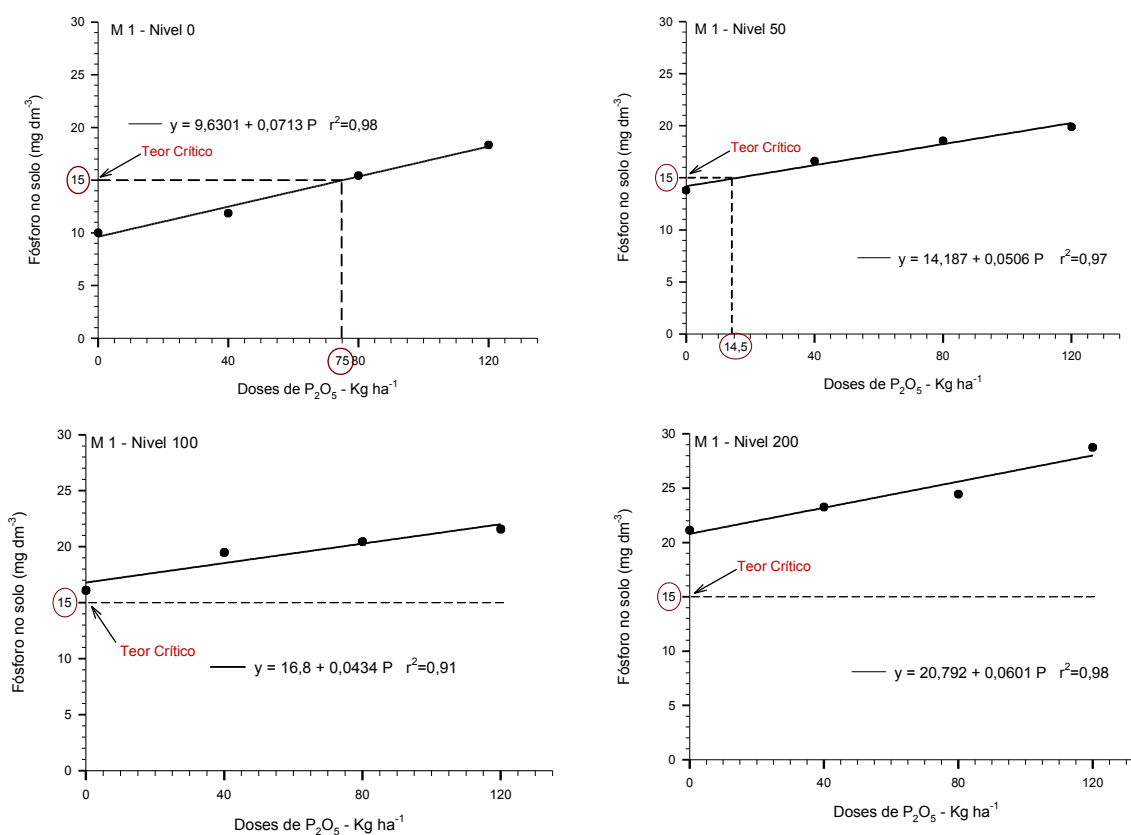 M 1 - Nivel 0
30
25
20
15
10
5
0
Fósforo no solo (mg dm⁻³)
y = 9,6301 + 0,0713 P r²=0,98
Teor Crítico
0 40 75 80 120
Doses de P₂O₅ - Kg ha⁻¹
M 1 - Nivel 50
30
25
20
15
10
5
0
Fósforo no solo (mg dm⁻³)
Teor Crítico
y = 14,187 + 0,0506 P r²=0,97
0 14,5 40 80 120
Doses de P₂O₅ - Kg ha⁻¹
M 1 - Nivel 100
30
25
20
15
10
5
0
Fósforo no solo (mg dm⁻³)
Teor Crítico
y = 16,8 + 0,0434 P r²=0,91
0 40 80 120
Doses de P₂O₅ - Kg ha⁻¹
M 1 - Nivel 200
30
25
20
15
10
5
0
Fósforo no solo (mg dm⁻³)
Teor Crítico
y = 20,792 + 0,0601 P r²=0,98
0 40 80 120
Doses de P₂O₅ - Kg ha⁻¹